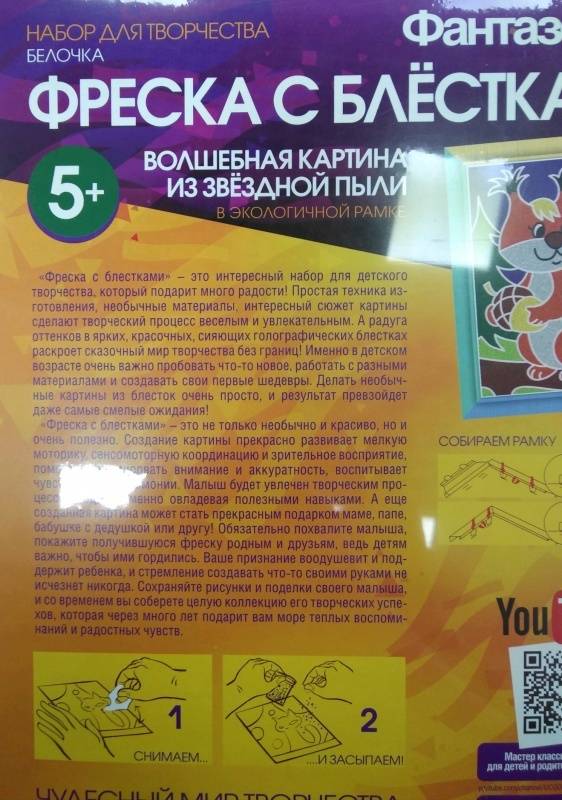 НАБОР ДЛЯ ТВОРЧЕСТВА
БЕЛОЧКА
Фантаз
ФРЕСКА С БЛЁСТКА
5+
ВОЛШЕБНАЯ КАРТИНА
ИЗ ЗВЁЗДНОЙ ПЫЛИ
В ЭКОЛОГИЧНОЙ РАМКЕ
«Фреска с блестками» – это интересный набор для детского
творчества, который подарит много радости! Простая техника из-
готовления, необычные материалы, интересный сюжет картины
сделают творческий процесс веселым и увлекательным. А радуга
оттенков в ярких, красочных, сияющих голографических блестках
раскроет сказочный мир творчества без границ! Именно в детском
возрасте очень важно пробовать что-то новое, работать с разными
материалами и создавать свои первые шедевры. Делать необыч-
ные картины из блесток очень просто, и результат превзойдет
даже самые смелые ожидания!
«Фреска с блестками» – это не только необычно и красиво, но и
очень полезно. Создание картины прекрасно развивает мелкую
моторику, сенсомоторную координацию и зрительное восприятие,
внимание и аккуратность, воспитывает
Малыш будет увлечен творческим про-
овладевая полезными навыками. А еще
созданная картина может стать прекрасным подарком маме, папе,
бабушке с дедушкой или другу! Обязательно похвалите малыша,
покажите получившуюся фреску родным и друзьям, ведь детям
важно, чтобы ими гордились. Ваше признание воодушевит и под-
держит ребенка, и стремление создавать что-то своими руками не
исчезнет никогда. Сохраняйте рисунки и поделки своего малыша,
и со временем вы соберете целую коллекцию его творческих успе-
хов, которая через много лет подарит вам море теплых воспоми-
наний и радостных чувств.
СОБИРАЕМ РАМКУ
You
1
СНИМАЕМ...
2
....И ЗАСЫПАЕМ!
Мастер класс
для детей и родите
ЧУДЕСНЫЙ МИР ТВОРЧЕСТВА